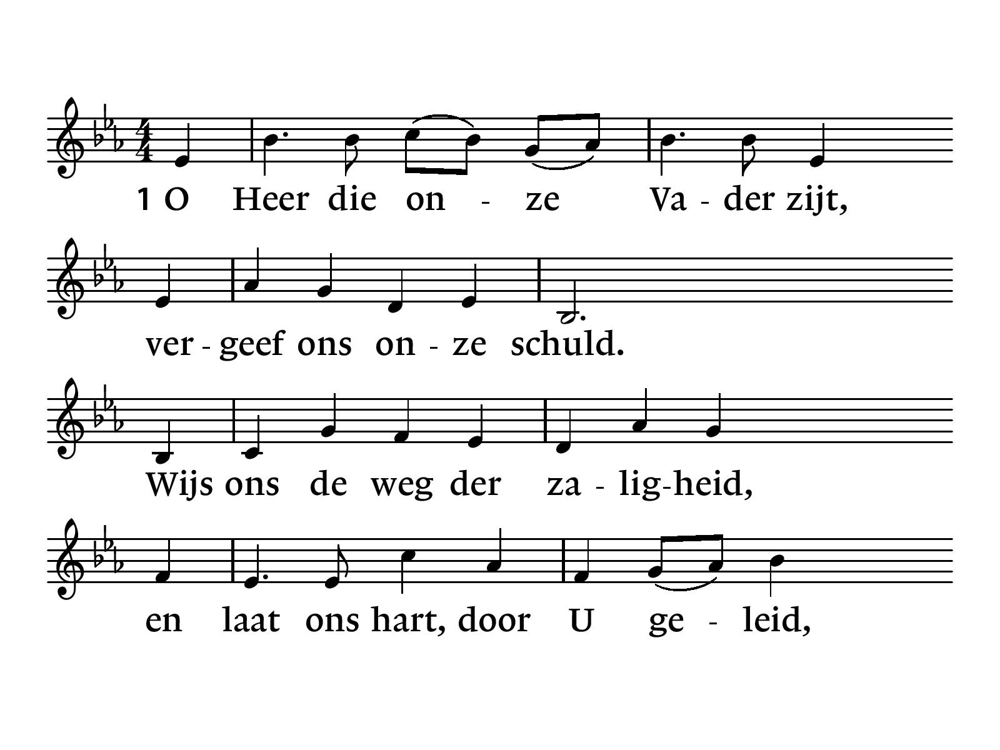 1 O Heer die on - ze Va - der zijt,
ver - geef ons on - ze schuld.
Wijs ons de weg der za - lig-heid,
en laat ons hart, door U ge - leid,